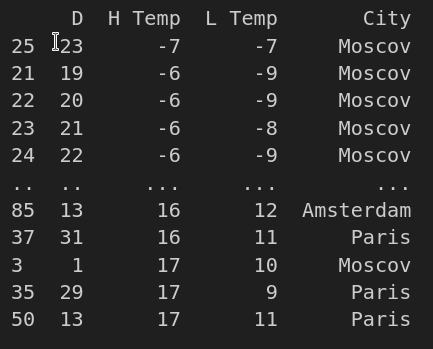 D H Temp L Temp City
25 23 -7 -7 Moscov
21 19 -6 -9 Moscov
22 20 -6 -9 Moscov
23 21 -6 -8 Moscov
24 22 -6 -9 Moscov
.. .. ... ... ...
85 13 16 12 Amsterdam
37 31 16 11 Paris
3 1 17 10 Moscov
35 29 17 9 Paris
50 13 17 11 Paris